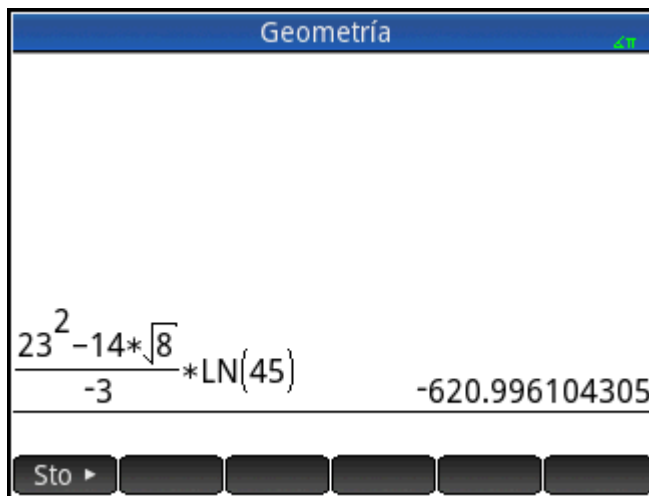 Geometría
∡π
23²-14*√8
-3
*LN(45)
-620.996104305
Sto ►